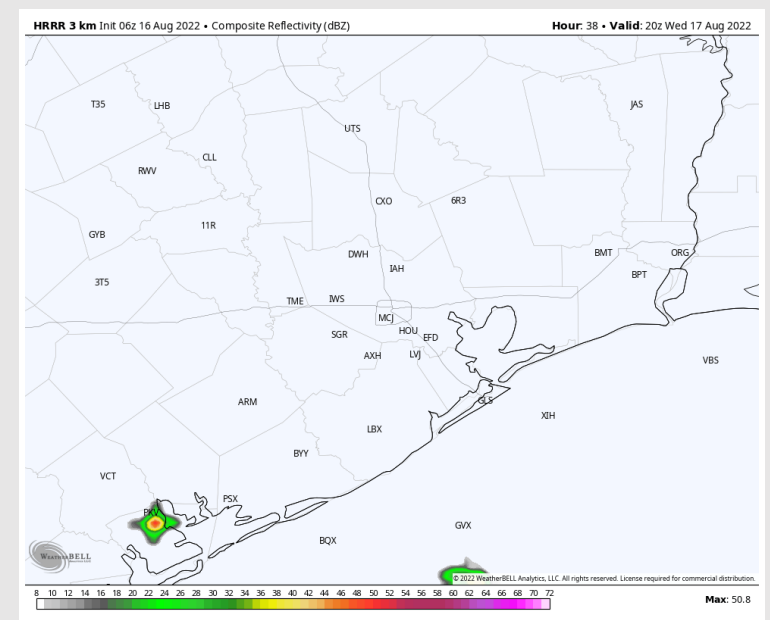 HRRR 3 km Init 06z 16 Aug 2022 • Composite Reflectivity (dBZ) Hour: 38 • Valid: 20z Wed 17 Aug 2022
T35 LHB JAS
UTS
CLL
RWV
CXO 6R3
11R
GYB
DWH BMT ORG
IAH
BPT
3T5
TME IWS
MCJ
SGR HOU EFD
AXH LVJ
VBS
ARM GLS
XIH
LBX
BYY
VCT
PSX
PKV
GVX
BQX
WEATHERBELL
© 2022 WeatherBELL Analytics, LLC. All rights reserved. License required for commercial distribution.
8 10 12 14 16 18 20 22 24 26 28 30 32 34 36 38 40 42 44 46 48 50 52 54 56 58 60 62 64 66 68 70 72
Max: 50.8